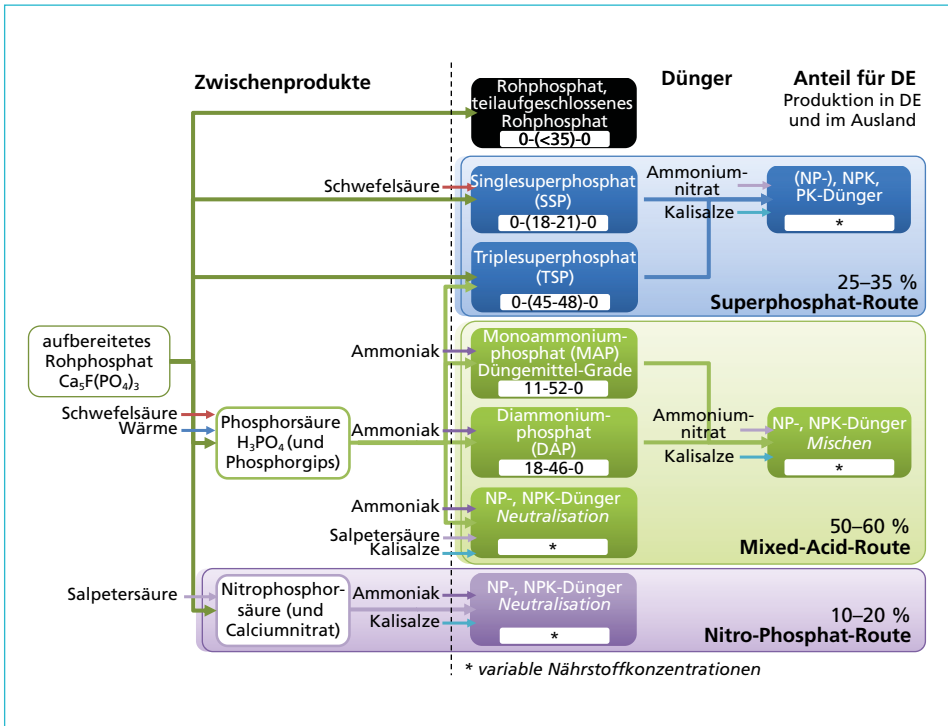 Zwischenprodukte
Dünger
Anteil für DE
Produktion in DE
und im Ausland
Rohphosphat,
teilaufgeschlossenes
Rohphosphat
0-(<35)-0
Schwefelsäure
Singlesuperphosphat
(SSP)
0-(18-21)-0
Ammonium-
nitrat
Kalisalze
(NP-), NPK,
PK-Dünger
*
Triplesuperphosphat
(TSP)
0-(45-48)-0
25–35 %
Superphosphat-Route
aufbereitetes
Rohphosphat
Ca₅F(PO₄)₃
Ammoniak
Monoammonium-
phosphat (MAP)
Düngemittel-Grade
11-52-0
Schwefelsäure
Wärme
Phosphorsäure
H₃PO₄ (und
Phosphorgips)
Ammoniak
Diammonium-
phosphat
(DAP)
18-46-0
Ammonium-
nitrat
Kalisalze
NP-, NPK-Dünger
Mischen
*
Ammoniak
Salpetersäure
Kalisalze
NP-, NPK-Dünger
Neutralisation
*
50–60 %
Mixed-Acid-Route
Salpetersäure
Nitrophosphor-
säure (und
Calciumnitrat)
Ammoniak
Kalisalze
NP-, NPK-Dünger
Neutralisation
*
10–20 %
Nitro-Phosphat-Route
* variable Nährstoffkonzentrationen